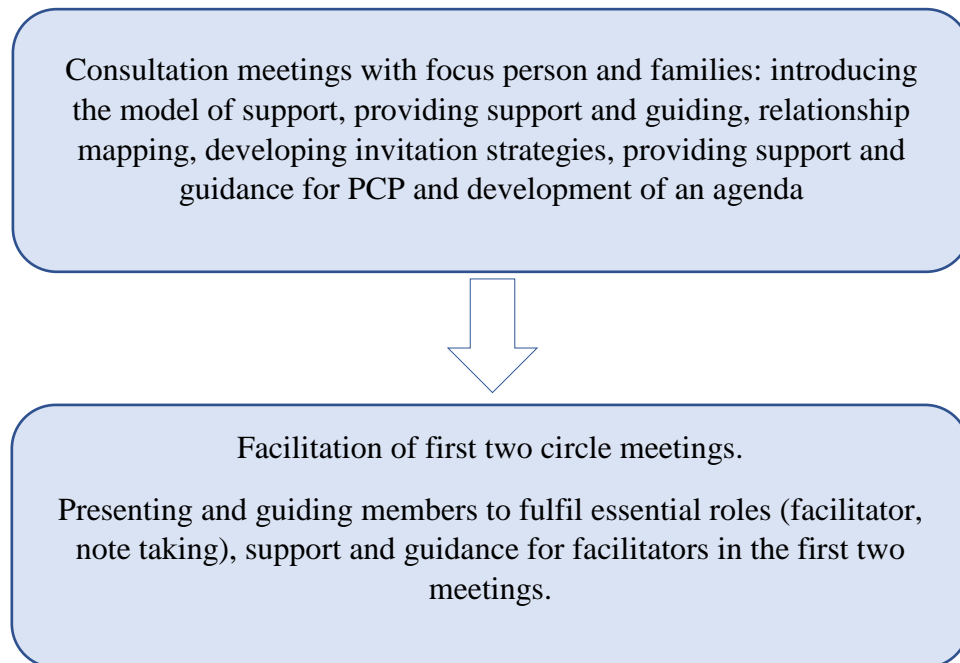 Consultation meetings with focus person and families: introducing
the model of support, providing support and guiding, relationship
mapping, developing invitation strategies, providing support and
guidance for PCP and development of an agenda
Facilitation of first two circle meetings.
Presenting and guiding members to fulfil essential roles (facilitator,
note taking), support and guidance for facilitators in the first two
meetings.